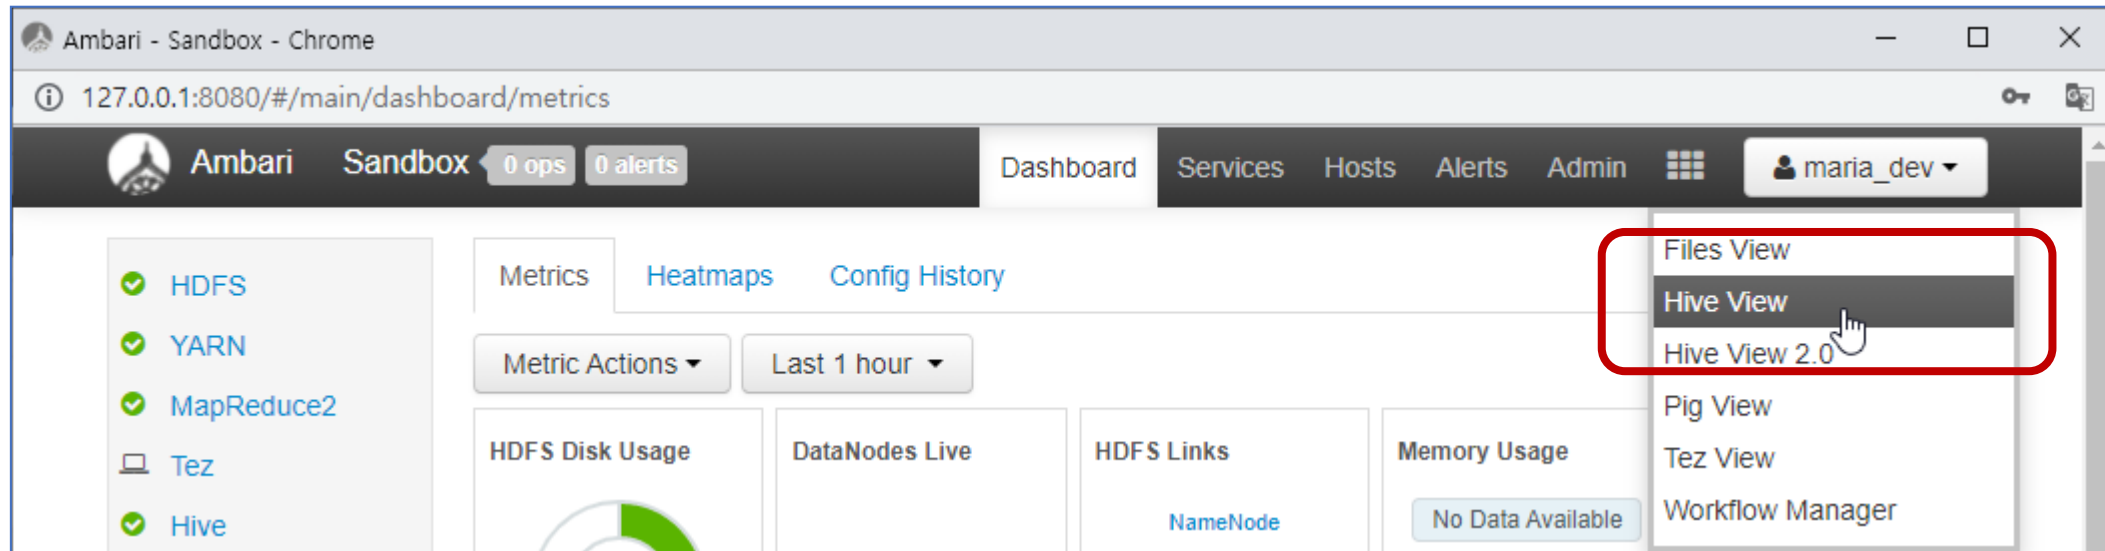 Ambari - Sandbox - Chrome
127.0.0.1:8080/#/main/dashboard/metrics
Ambari Sandbox 0 ops 0 alerts Dashboard Services Hosts Alerts Admin maria_dev
Files View
Hive View
Hive View 2.0
Pig View
Tez View
Workflow Manager
HDFS
YARN
MapReduce2
Tez
Hive
Metrics Heatmaps Config History
Metric Actions Last 1 hour
HDFS Disk Usage DataNodes Live HDFS Links Memory Usage
NameNode No Data Available